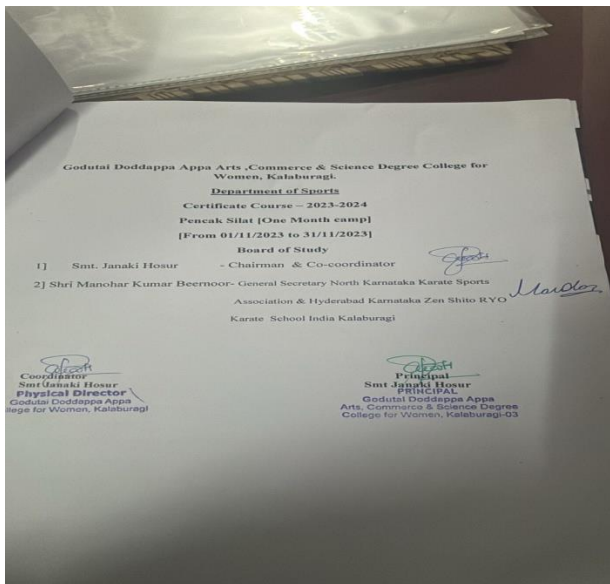 Godutai Doddappa Appa Arts ,Commerce & Science Degree College for
Women, Kalaburagi.
Department of Sports
Certificate Course – 2023-2024
Pencak Silat [One Month camp]
[From 01/11/2023 to 31/11/2023]
Board of Study
1] Smt. Janaki Hosur - Chairman & Co-coordinator
2] Shri Manohar Kumar Beernoor- General Secretary North Karnataka Karate Sports
Association & Hyderabad Karnataka Zen Shito RYO
Karate School India Kalaburagi
Coordinator
Smt Janaki Hosur
Physical Director
Godutai Doddappa Appa
llege for Women, Kalaburagi
Principal
Smt Janaki Hosur
PRINCIPAL
Godutai Doddappa Appa
Arts, Commerce & Science Degree
College for Women, Kalaburagi-03